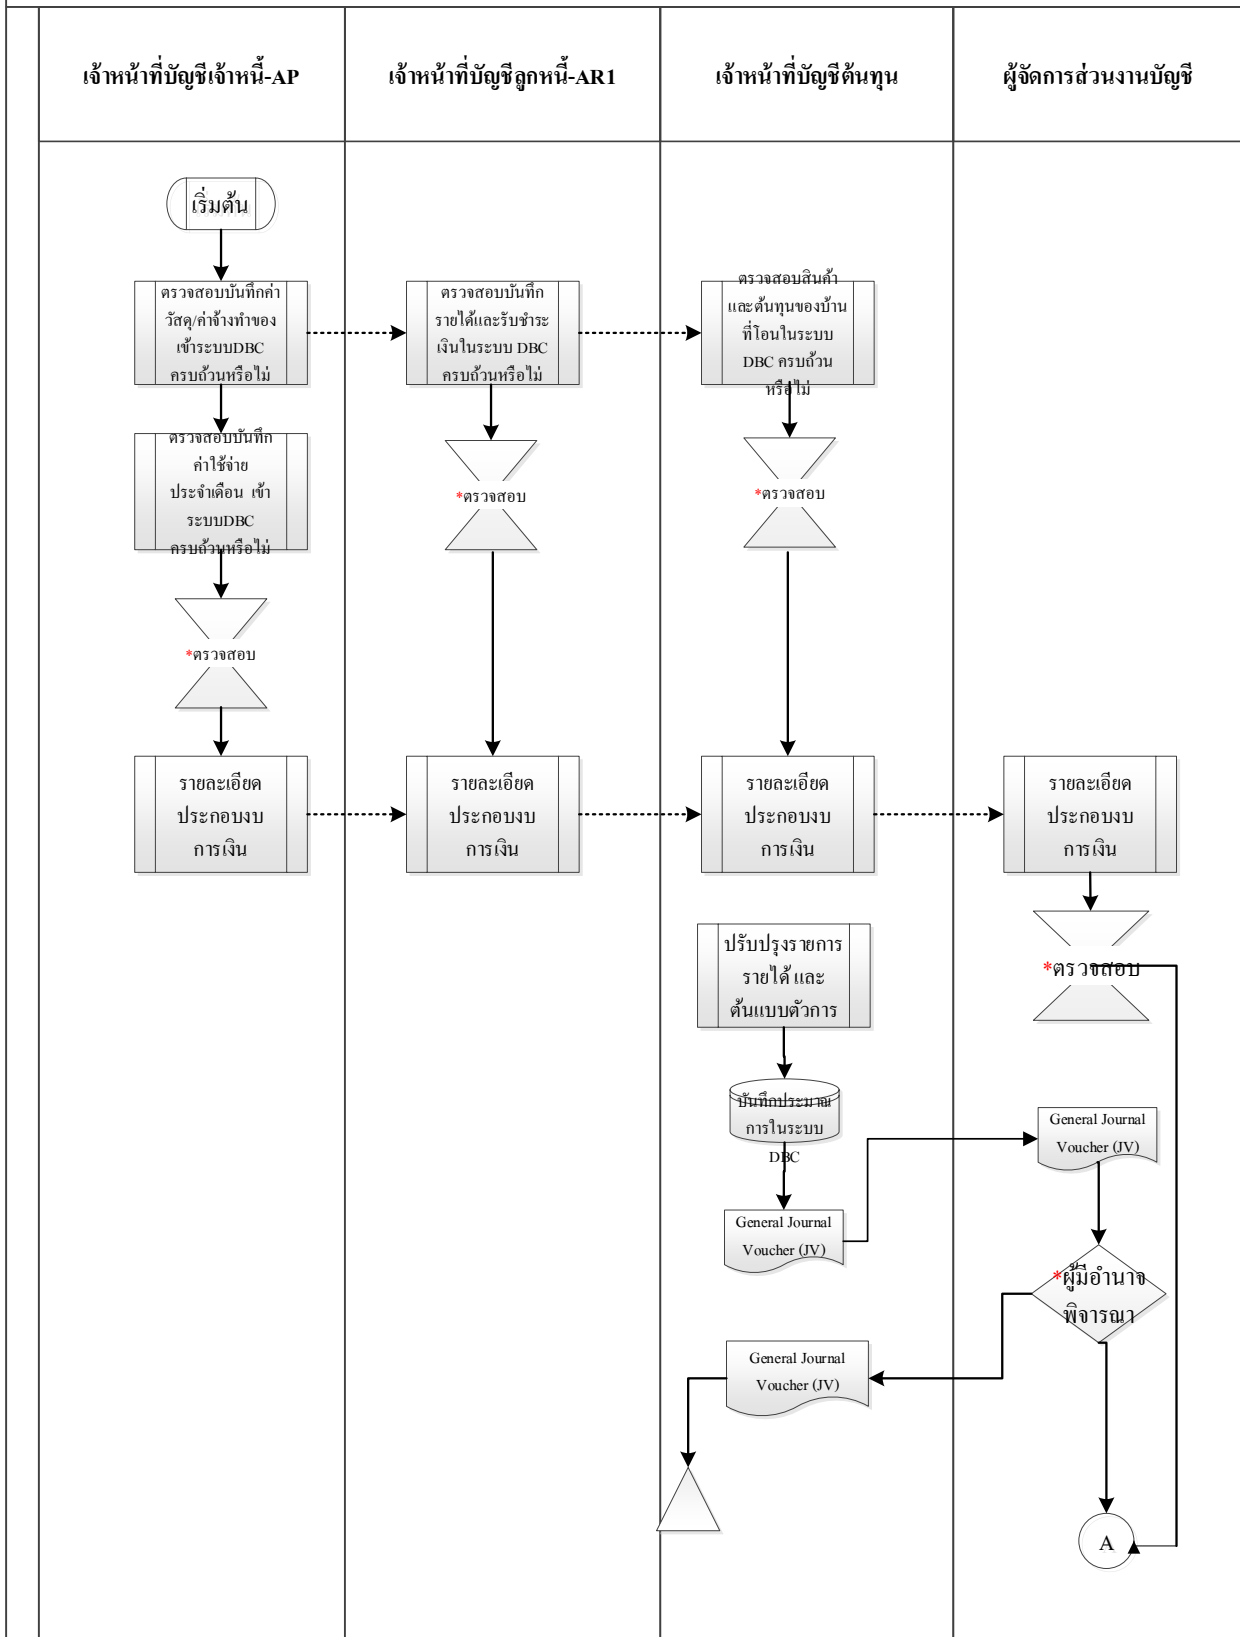 เจ้าหน้าที่บัญชีเจ้าหนี้-AP
เจ้าหน้าที่บัญชีลูกหนี้-AR1
เจ้าหน้าที่บัญชีต้นทุน
ผู้จัดการส่วนงานบัญชี
เริ่มต้น
ตรวจสอบบันทึกค่า
วัสดุ/ค่าจ้างทำของ
เข้าระบบDBC
ครบถ้วนหรือไม่
ตรวจสอบบันทึก
รายได้และรับชำระ
เงินในระบบ DBC
ครบถ้วนหรือไม่
ตรวจสอบสินค้า
และต้นทุนของบ้าน
ที่โอนในระบบ
DBC ครบถ้วน
หรือไม่
ตรวจสอบบันทึก
ค่าใช้จ่าย
ประจำเดือน เข้า
ระบบDBC
ครบถ้วนหรือไม่
*ตรวจสอบ
*ตรวจสอบ
*ตรวจสอบ
รายละเอียด
ประกอบงบ
การเงิน
รายละเอียด
ประกอบงบ
การเงิน
รายละเอียด
ประกอบงบ
การเงิน
รายละเอียด
ประกอบงบ
การเงิน
*ตรวจสอบ
ปรับปรุงรายการ
รายได้ และ
ต้นแบบตัวการ
บันทึกประมาณ
การในระบบ
DBC
General Journal
Voucher (JV)
General Journal
Voucher (JV)
*ผู้มีอำนาจ
พิจารณา
General Journal
Voucher (JV)
A